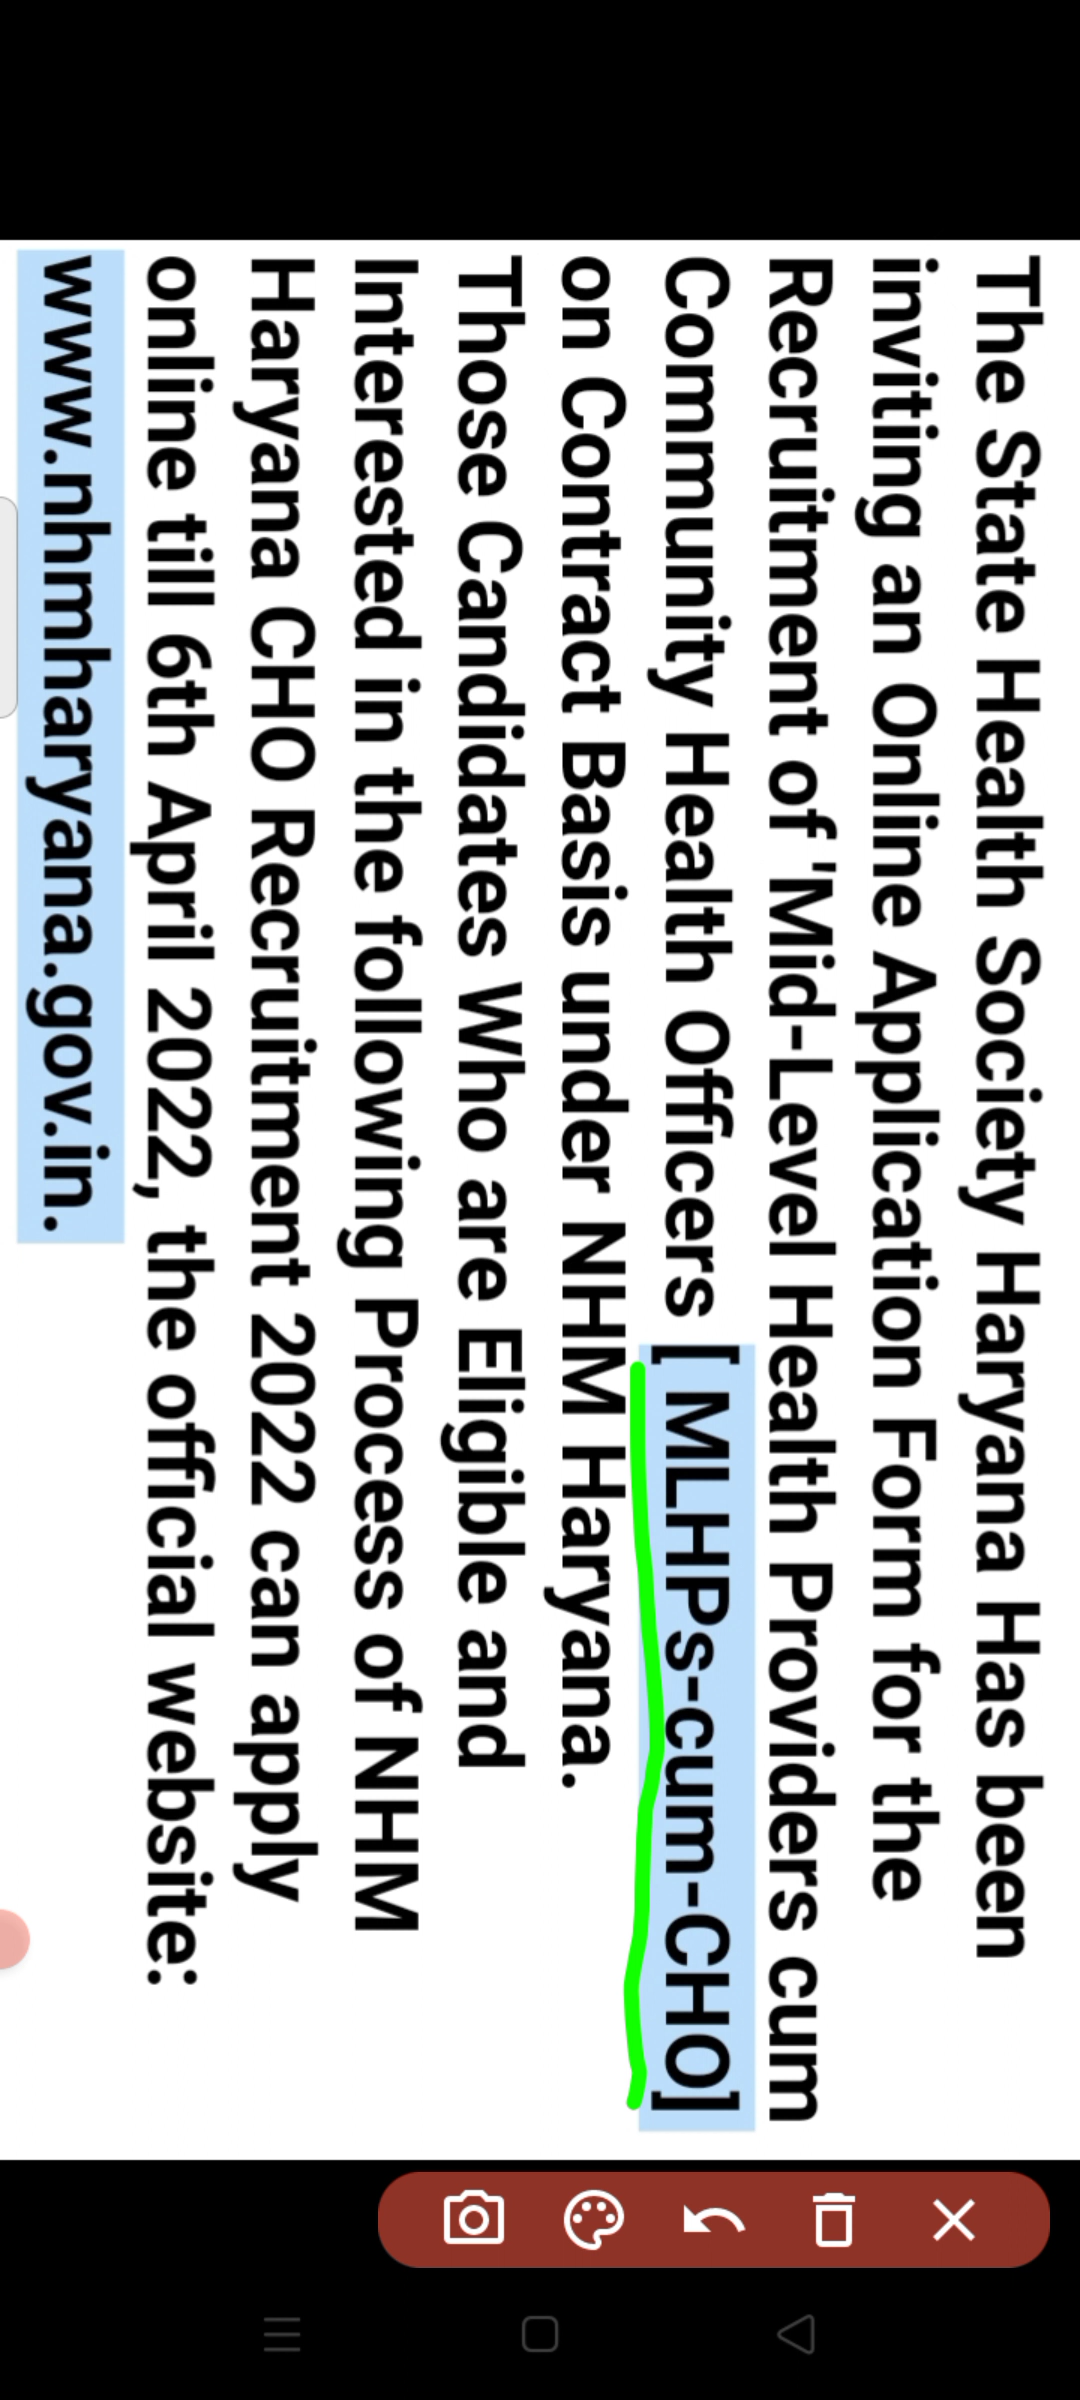 The State Health Society Haryana Has been
inviting an Online Application Form for the
Recruitment of 'Mid-Level Health Providers cum
Community Health Officers [ MLHPs-cum-CHO]
on Contract Basis under NHM Haryana.
Those Candidates Who are Eligible and
Interested in the following Process of NHM
Haryana CHO Recruitment 2022 can apply
online till 6th April 2022, the official website:
www.nhmharyana.gov.in.